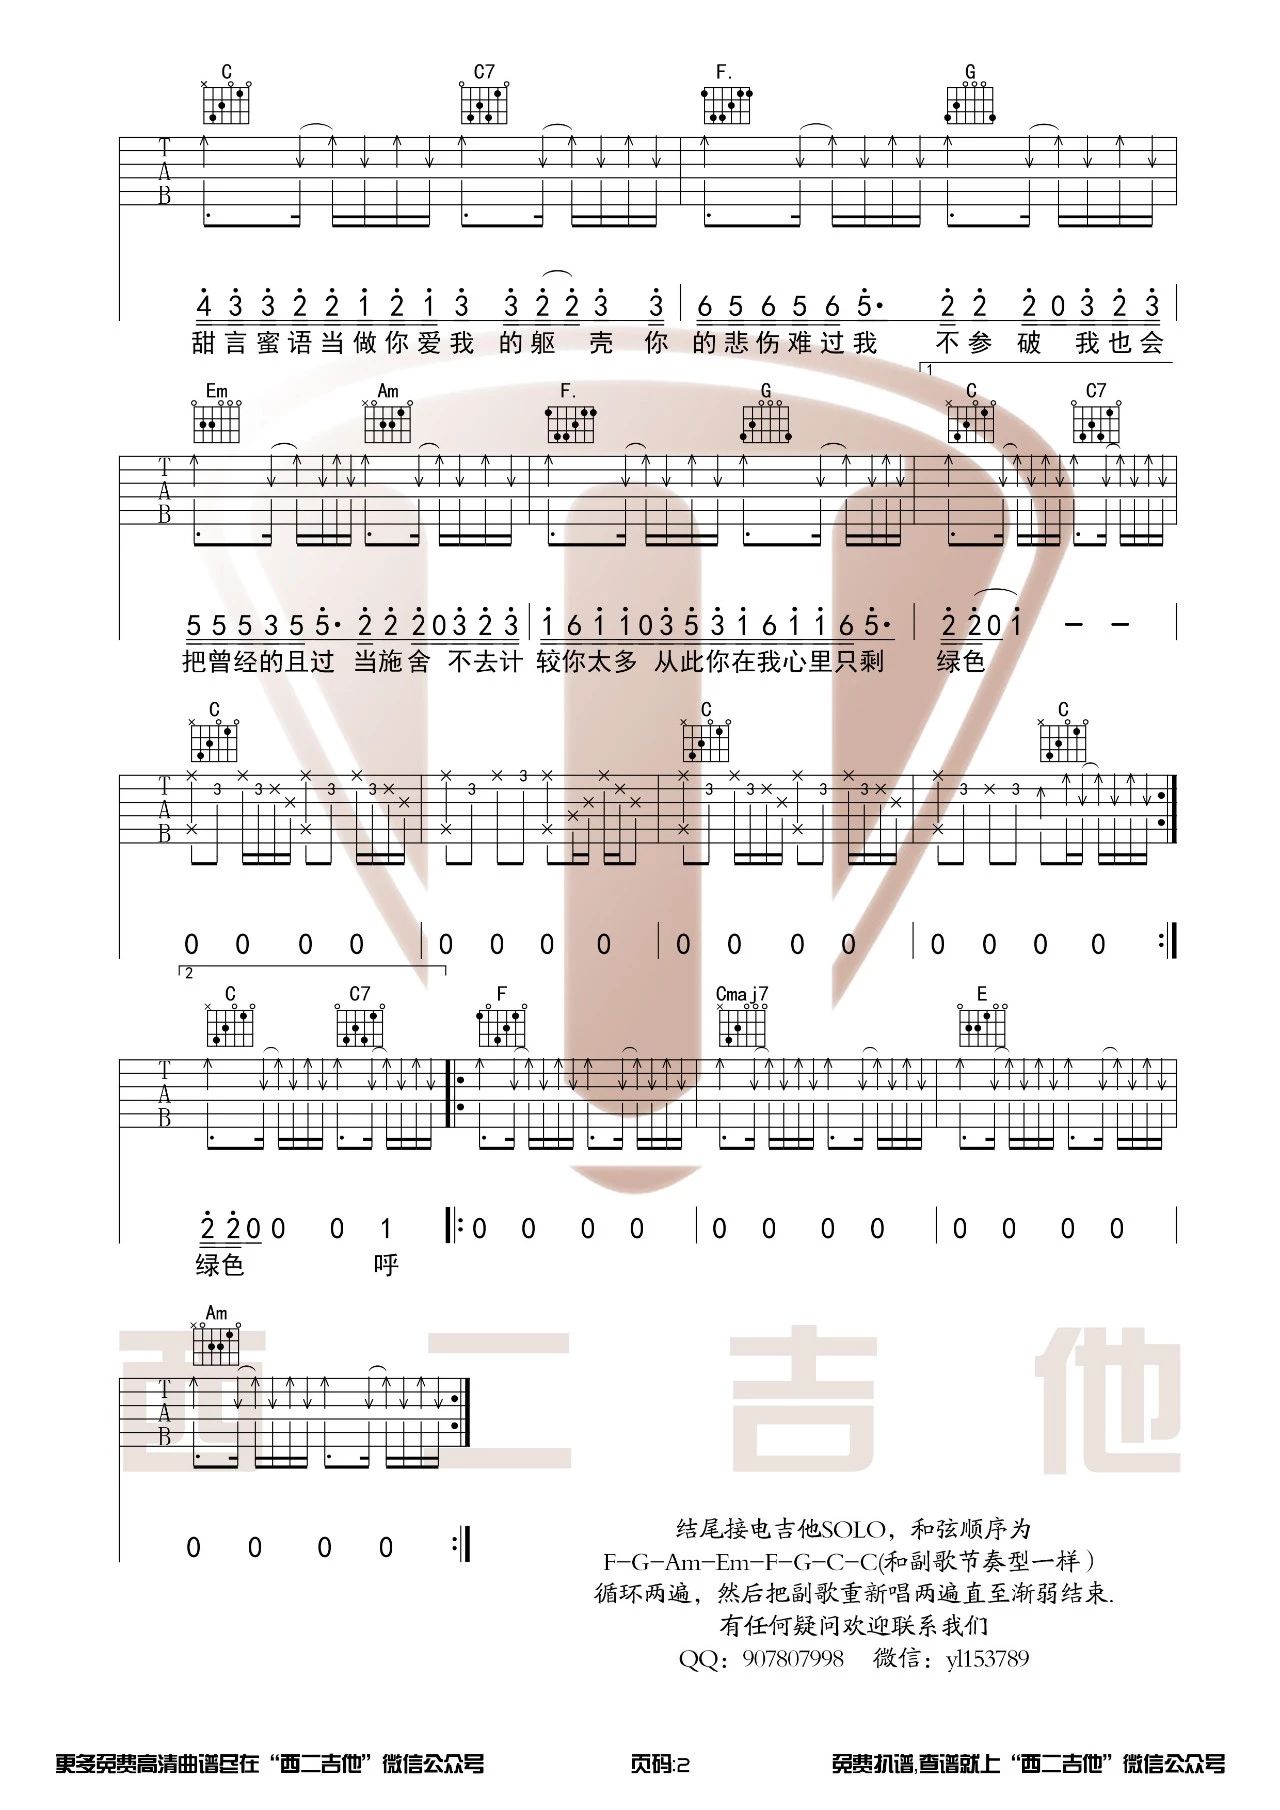 C C7 F. G
T
A
B
4 3 3 2 2 1 2 1 3 3 2 2 3 3 6 5 6 5 6 5· 2 2 2 0 3 2 3
甜言蜜语当做你爱我 的躯 壳 你 的悲伤难过我 不参 破 我也会
1
Em Am F. G C C7
T
A
B
5 5 5 3 5 5· 2 2 2 0 3 2 3 1 6 1 1 0 3 5 3 1 6 1 1 6 5· 2 2 0 1 – –
把曾经的且过 当施舍 不去计 较你太多 从此你在我心里只剩 绿色
C C C
T
A
B
3 3 3 3 3 3 3 3
0 0 0 0 0 0 0 0 0 0 0 0 0 0 0 0
2
C C7 F Cmaj7 E
T
A
B
2 2 0 0 0 1 0 0 0 0 0 0 0 0 0 0 0 0
绿色 呼
Am
T
A
B
0 0 0 0
西二吉他
结尾接电吉他SOLO，和弦顺序为
F-G-Am-Em-F-G-C-C(和副歌节奏型一样）
循环两遍，然后把副歌重新唱两遍直至渐弱结束.
有任何疑问欢迎联系我们
QQ：907807998 微信：yl153789
更多免费高清曲谱尽在“西二吉他”微信公众号 页码:2 免费扒谱,查谱就上“西二吉他”微信公众号